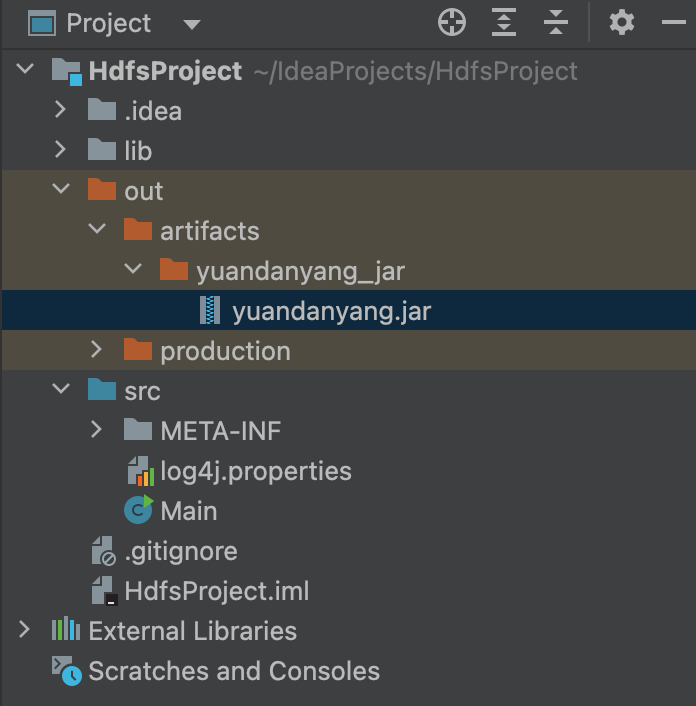 Project
HdfsProject ~/IdeaProjects/HdfsProject
.idea
lib
out
artifacts
yuandanyang_jar
yuandanyang.jar
production
src
META-INF
log4j.properties
C Main
.gitignore
HdfsProject.iml
External Libraries
Scratches and Consoles